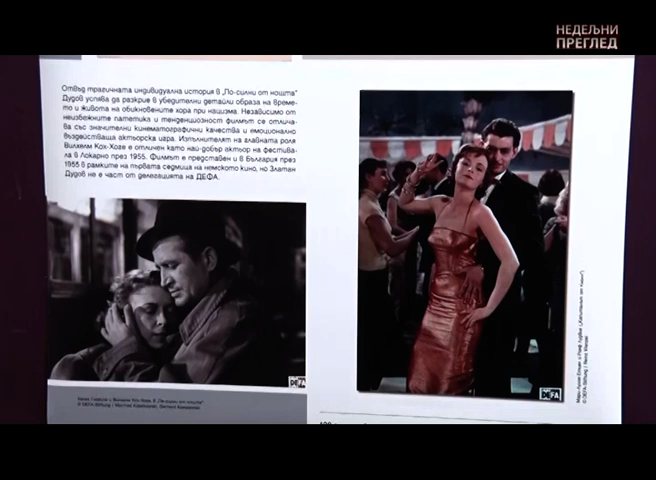 НЕДЕЉНИ
ПРЕГЛЕД
Отвъд трагичната индивидуална история в „По-силни от нощта"
Дудов успява да разкрие в убедителни детайли образа на време-
то и живота на обикновените хора при нацизма. Независимо от
неизбежните патетика и тенденциозност филмът се отлича-
ва със значителни кинематографични качества и емоционално
въздействаща актьорска игра. Изпълнителят на главната роля
Вилхелм Кох-Хоге е отличен като най-добър актьор на фестива-
ла в Локарно през 1955. Филмът е представен и в България през
1955 в рамките на първата седмица на немското кино, но Златан
Дудов не е част от делегацията на ДЕФА.
DEFA
DEFA